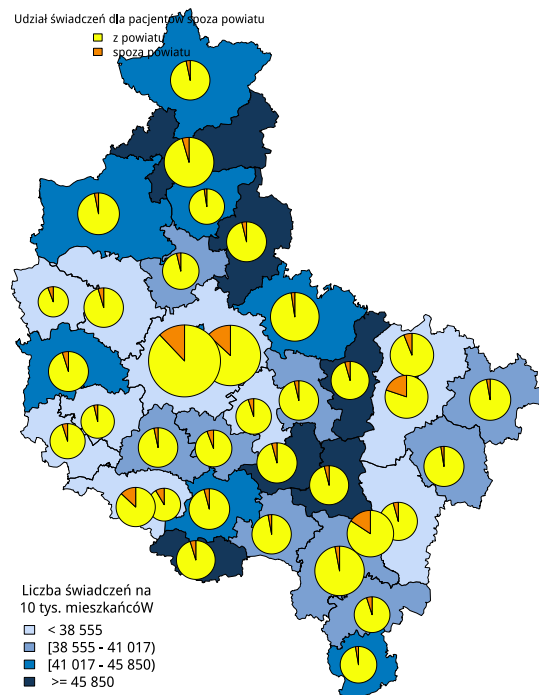 Udział świadczeń dla pacjentów spoza powiatu
z powiatu
spoza powiatu
Liczba świadczeń na
10 tys. mieszkańcóW
< 38 555
[38 555 - 41 017)
[41 017 - 45 850)
>= 45 850